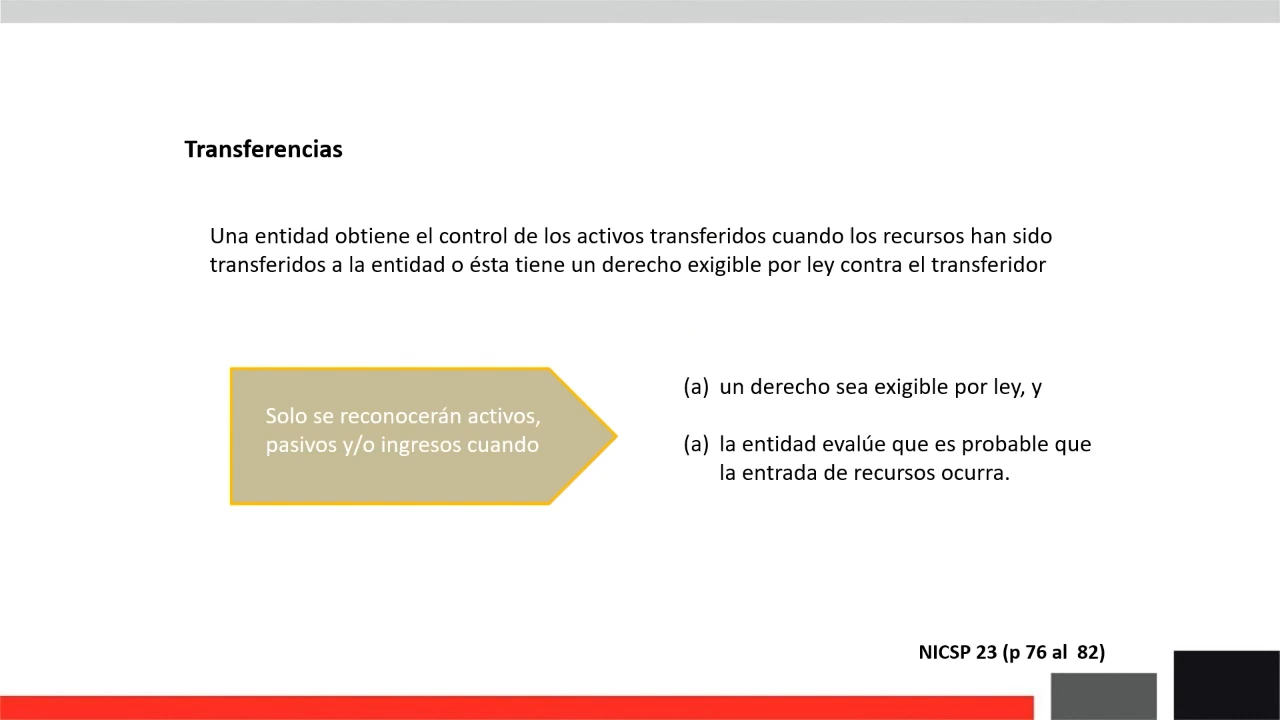 Transferencias
Una entidad obtiene el control de los activos transferidos cuando los recursos han sido
transferidos a la entidad o ésta tiene un derecho exigible por ley contra el transferidor
Solo se reconocerán activos,
pasivos y/o ingresos cuando
(a) un derecho sea exigible por ley, y
(a) la entidad evalúe que es probable que
la entrada de recursos ocurra.
NICSP 23 (p 76 al 82)